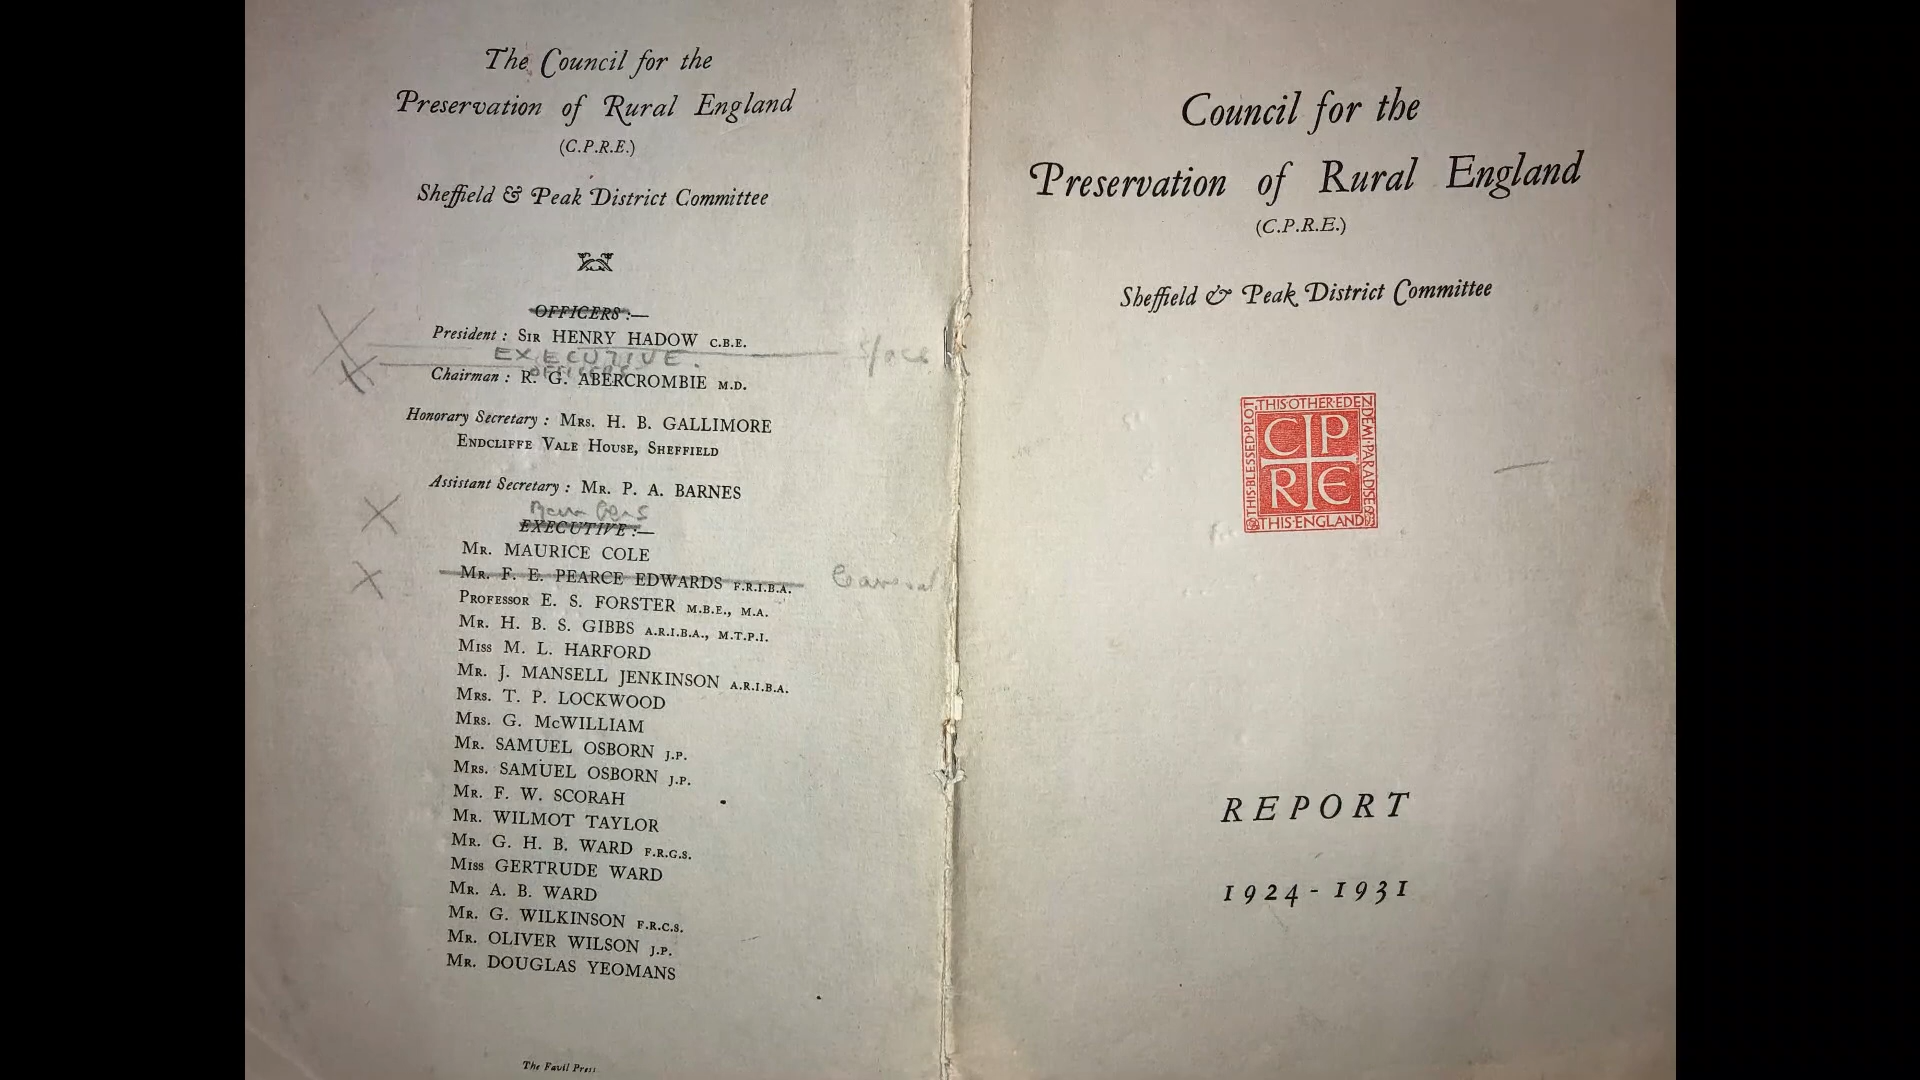 The Council for the
Preservation of Rural England
(C.P.R.E.)
Sheffield & Peak District Committee
OFFICERS:—
President: Sir HENRY HADOW C.B.E.
EXECUTIVE.
OFFICERS
Chairman: R. G. ABERCROMBIE M.D.
Honorary Secretary: Mrs. H. B. GALLIMORE
Endcliffe Vale House, Sheffield
Assistant Secretary: Mr. P. A. BARNES
EXECUTIVE:—
Mr. MAURICE COLE
Mr. F. E. PEARCE EDWARDS F.R.I.B.A.
Professor E. S. FORSTER M.B.E., M.A.
Mr. H. B. S. GIBBS A.R.I.B.A., M.T.P.I.
Miss M. L. HARFORD
Mr. J. MANSELL JENKINSON A.R.I.B.A.
Mrs. T. P. LOCKWOOD
Mrs. G. McWILLIAM
Mr. SAMUEL OSBORN J.P.
Mrs. SAMUEL OSBORN J.P.
Mr. F. W. SCORAH
Mr. WILMOT TAYLOR
Mr. G. H. B. WARD F.R.G.S.
Miss GERTRUDE WARD
Mr. A. B. WARD
Mr. G. WILKINSON F.R.C.S.
Mr. OLIVER WILSON J.P.
Mr. DOUGLAS YEOMANS
The Favil Press
Council for the
Preservation of Rural England
(C.P.R.E.)
Sheffield & Peak District Committee
THIS·OTHER·EDEN
DEMI·PARADISE
THIS·BLESSED·PLOT
THIS·ENGLAND
CP
RE
REPORT
1924-1931